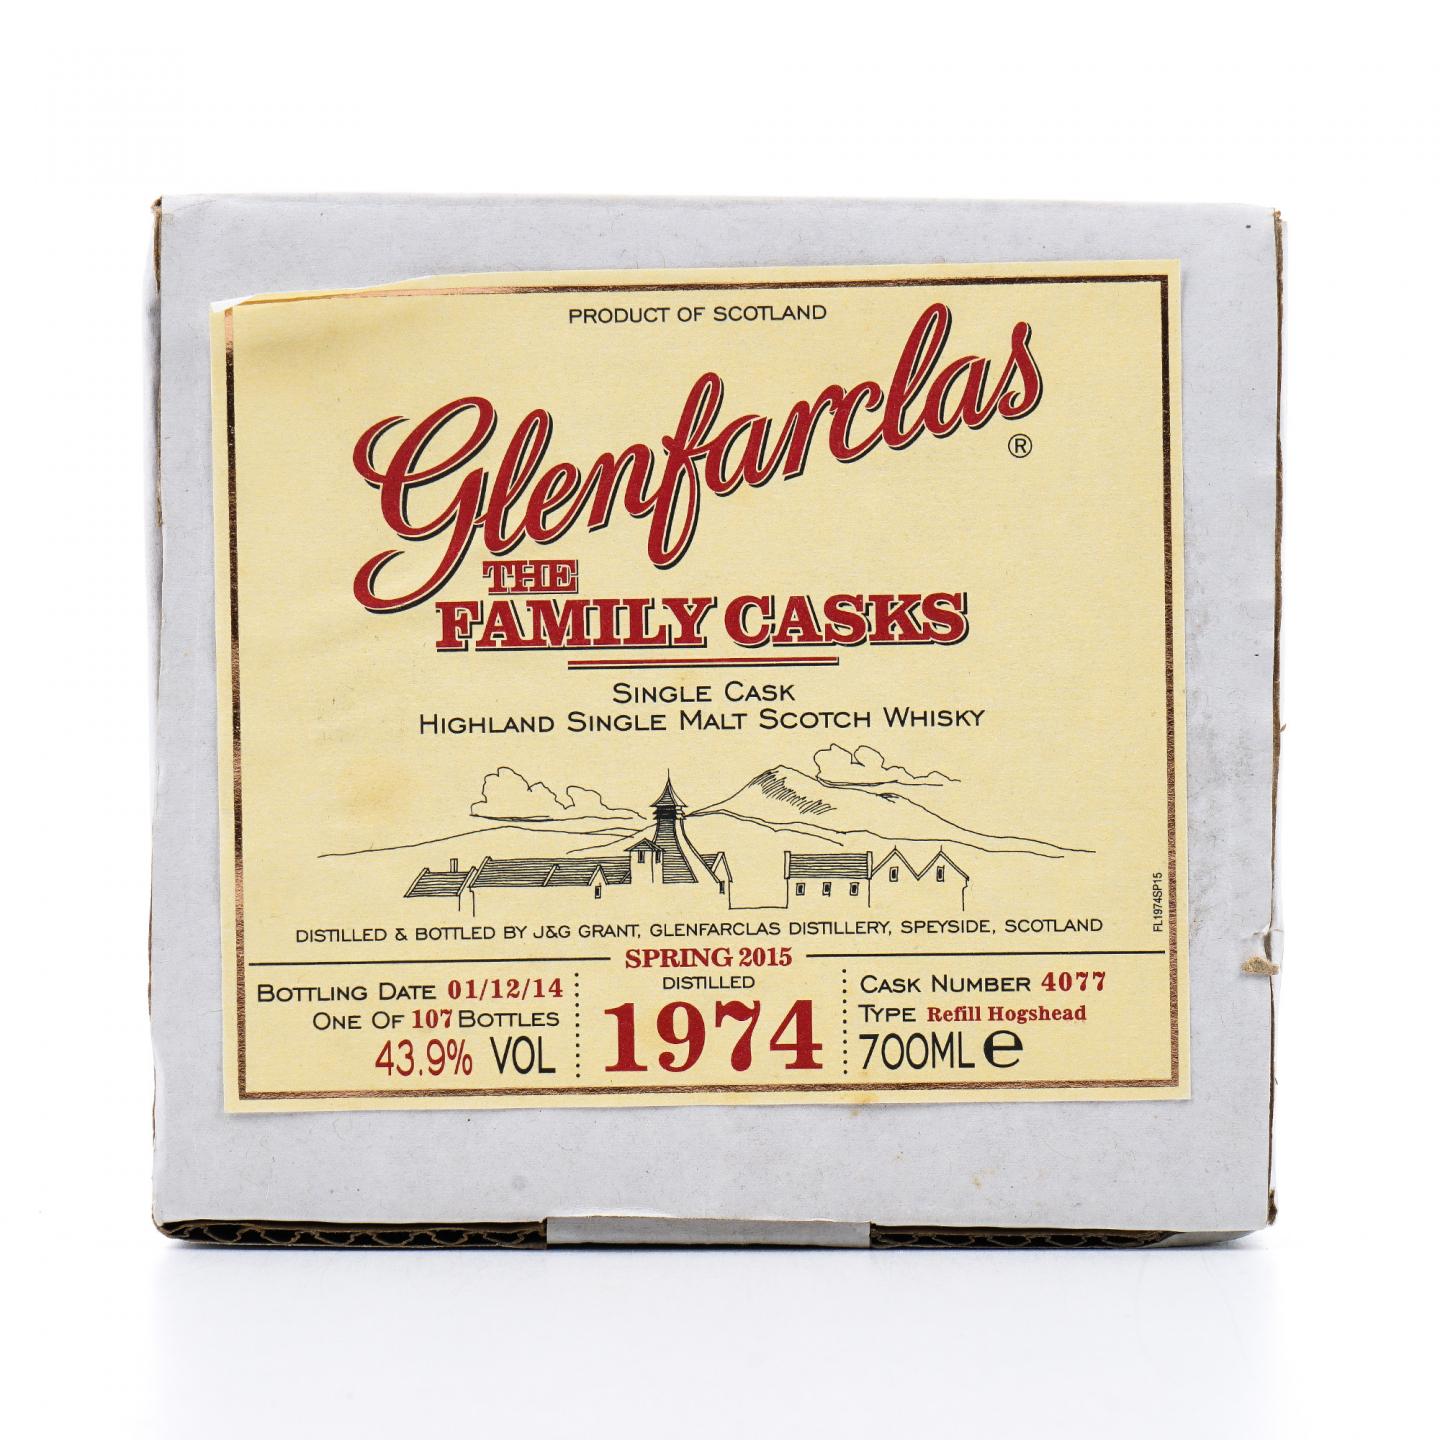 PRODUCT OF SCOTLAND
Glenfarclas®
THE
FAMILY CASKS
SINGLE CASK
HIGHLAND SINGLE MALT SCOTCH WHISKY
FL1974SP15
DISTILLED & BOTTLED BY J&G GRANT, GLENFARCLAS DISTILLERY, SPEYSIDE, SCOTLAND
SPRING 2015
BOTTLING DATE 01/12/14
ONE OF 107 BOTTLES
43.9% VOL
DISTILLED
1974
CASK NUMBER 4077
TYPE Refill Hogshead
700ML e